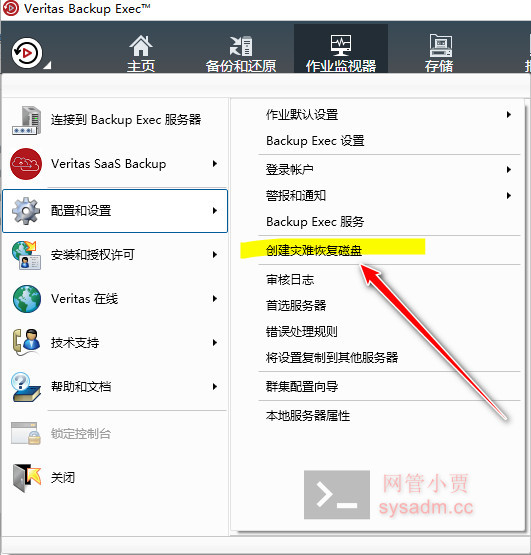 Veritas Backup Exec™
主页
备份和还原
作业监视器
存储
连接到 Backup Exec 服务器
Veritas SaaS Backup
配置和设置
安装和授权许可
Veritas 在线
技术支持
帮助和文档
锁定控制台
关闭
作业默认设置
Backup Exec 设置
登录帐户
警报和通知
Backup Exec 服务
创建灾难恢复磁盘
审核日志
首选服务器
错误处理规则
将设置复制到其他服务器
群集配置向导
本地服务器属性
网管小贾
sysadm.cc